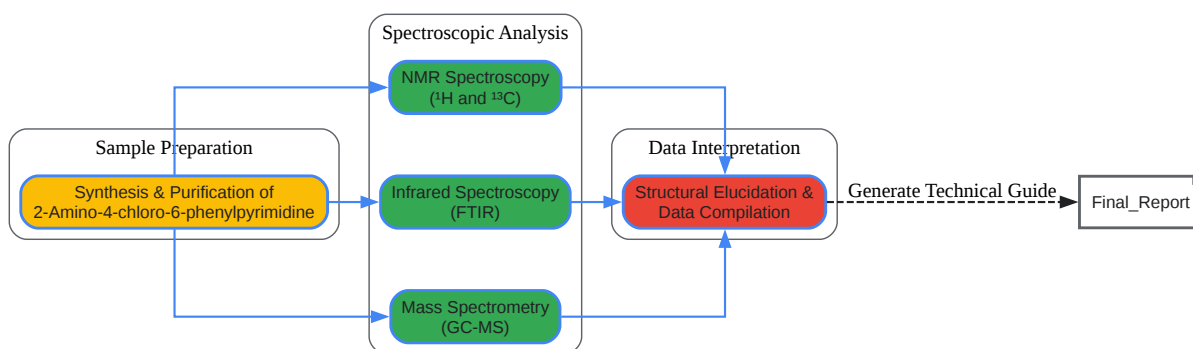 Spectroscopic Analysis
NMR Spectroscopy
(¹H and ¹³C)
Sample Preparation
Synthesis & Purification of
2-Amino-4-chloro-6-phenylpyrimidine
Infrared Spectroscopy
(FTIR)
Mass Spectrometry
(GC-MS)
Data Interpretation
Structural Elucidation &
Data Compilation
Generate Technical Guide
Final_Report